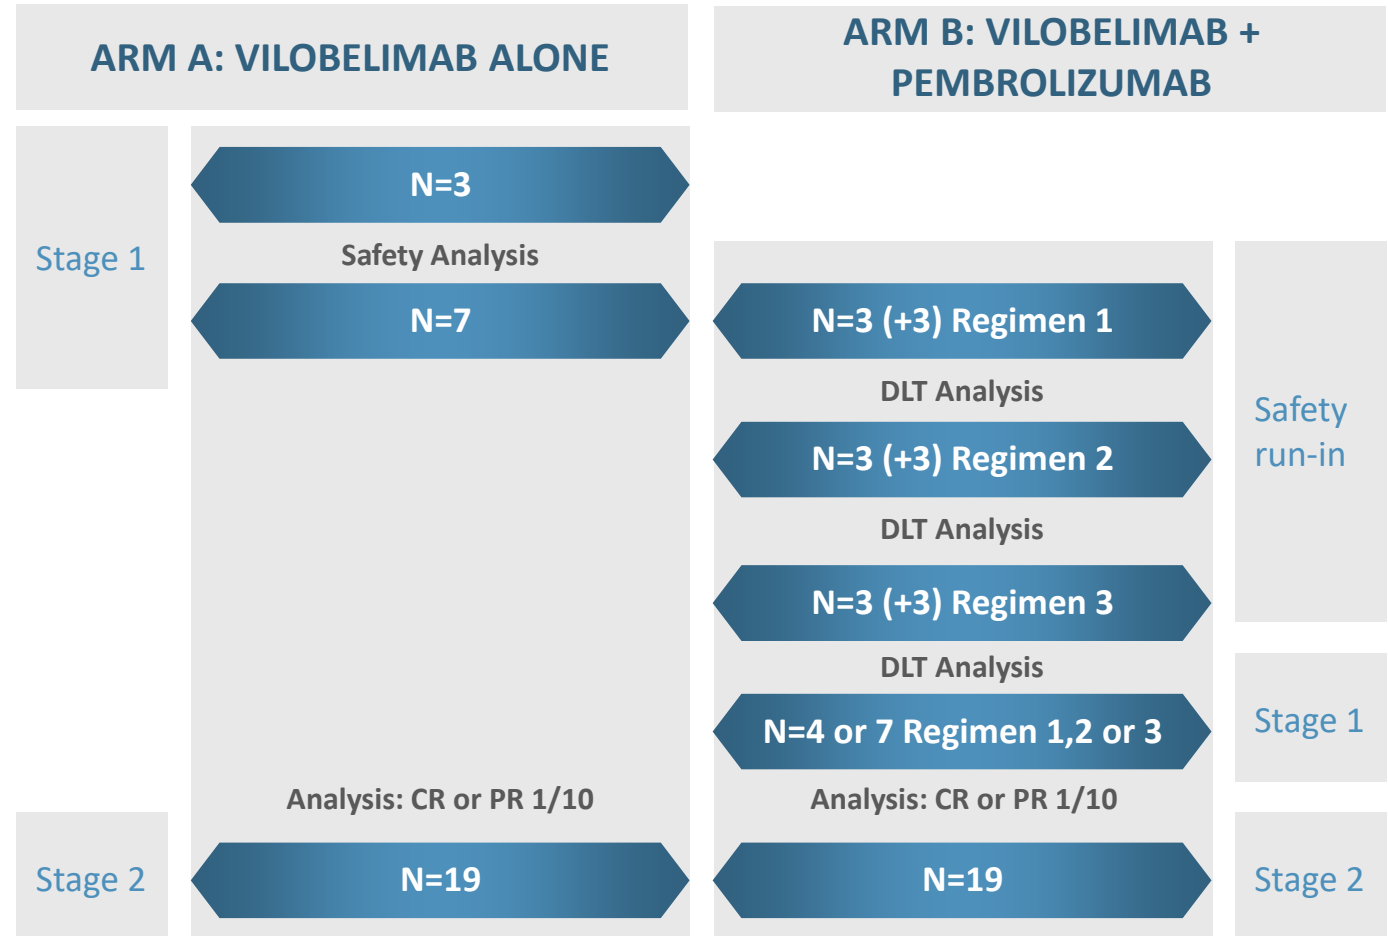 ARM A: VILOBELIMAB ALONE
ARM B: VILOBELIMAB +
PEMBROLIZUMAB
Stage 1
N=3
Safety Analysis
N=7
N=3 (+3) Regimen 1
DLT Analysis
N=3 (+3) Regimen 2
DLT Analysis
N=3 (+3) Regimen 3
DLT Analysis
Safety
run-in
N=4 or 7 Regimen 1,2 or 3
Stage 1
Analysis: CR or PR 1/10
Analysis: CR or PR 1/10
Stage 2
N=19
N=19
Stage 2